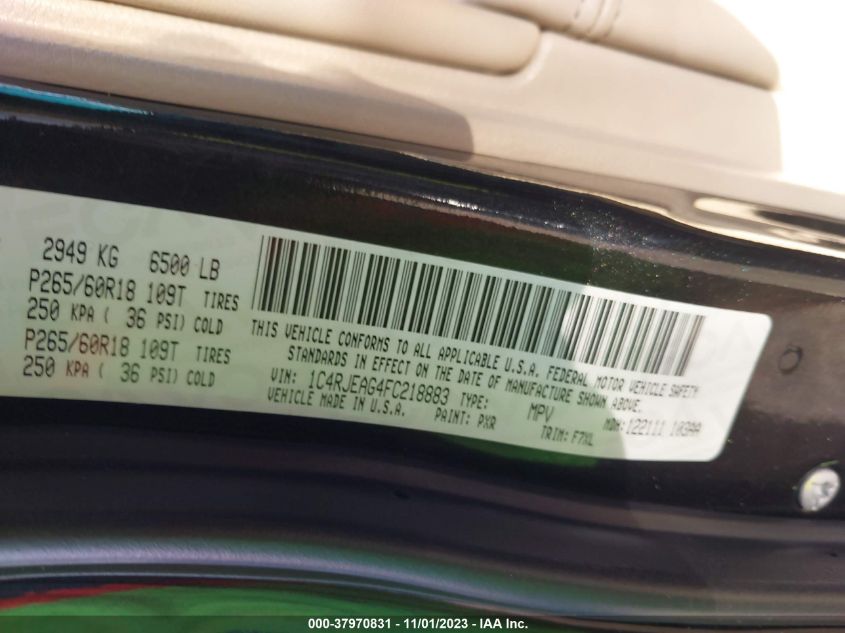 2949 KG 6500 LB
P265/60R18 109T TIRES
250 KPA ( 36 PSI) COLD
P265/60R18 109T TIRES
250 KPA ( 36 PSI) COLD
THIS VEHICLE CONFORMS TO ALL APPLICABLE U.S.A. FEDERAL MOTOR VEHICLE SAFETY
STANDARDS IN EFFECT ON THE DATE OF MANUFACTURE SHOWN ABOVE.
VIN: 1C4RJEAG4FC218883 TYPE: MPV MDH:122111 103AA
VEHICLE MADE IN U.S.A. PAINT: PXR TRIM: F7XL
000-37970831 - 11/01/2023 - IAA Inc.